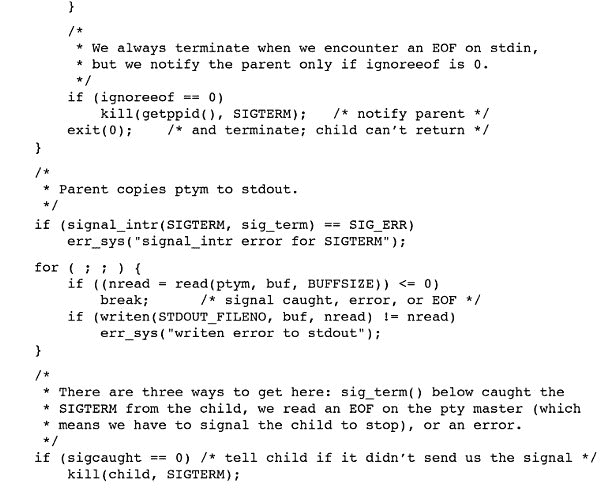 }
/*
* We always terminate when we encounter an EOF on stdin,
* but we notify the parent only if ignoreeof is 0.
*/
if (ignoreeof == 0)
kill(getppid(), SIGTERM);   /* notify parent */
exit(0);    /* and terminate; child can't return */
}
/*
* Parent copies ptym to stdout.
*/
if (signal_intr(SIGTERM, sig_term) == SIG_ERR)
err_sys("signal_intr error for SIGTERM");
for ( ; ; ) {
if ((nread = read(ptym, buf, BUFFSIZE)) <= 0)
break;      /* signal caught, error, or EOF */
if (writen(STDOUT_FILENO, buf, nread) != nread)
err_sys("writen error to stdout");
}
/*
* There are three ways to get here: sig_term() below caught the
* SIGTERM from the child, we read an EOF on the pty master (which
* means we have to signal the child to stop), or an error.
*/
if (sigcaught == 0) /* tell child if it didn't send us the signal */
kill(child, SIGTERM);